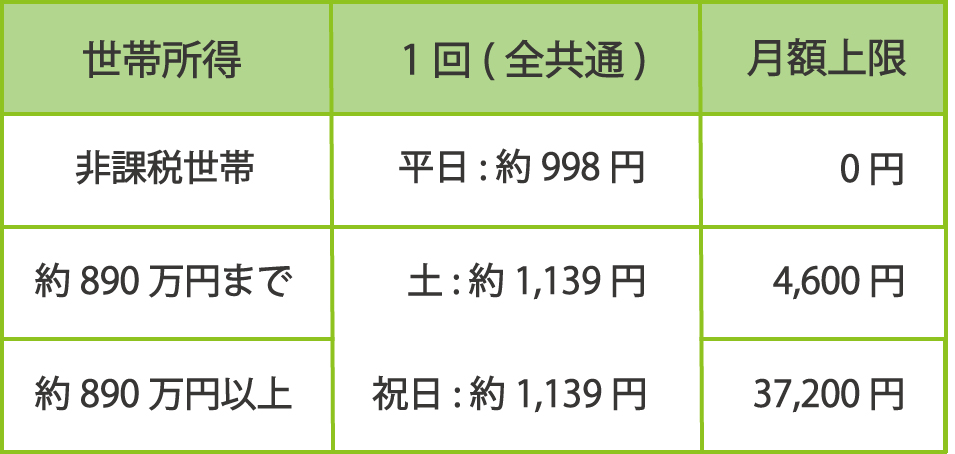 世帯所得 1回(全共通) 月額上限
非課税世帯 平日:約998円 0円
約890万円まで 土:約1,139円 4,600円
約890万円以上 祝日:約1,139円 37,200円